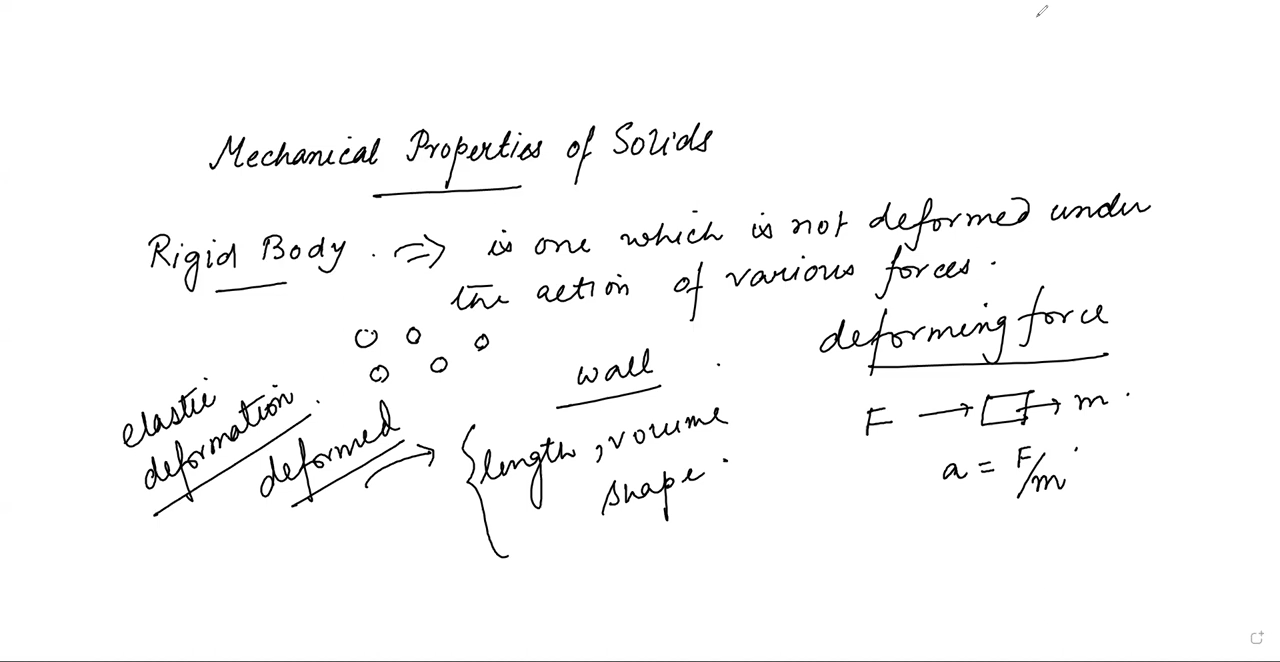 Mechanical Properties of Solids
Rigid Body. ⇒ is one which is not deformed under
the action of various forces.
deforming force
wall
elastic
deformation.
deformed → { length, volume
shape.
F → → m.
a = F/m